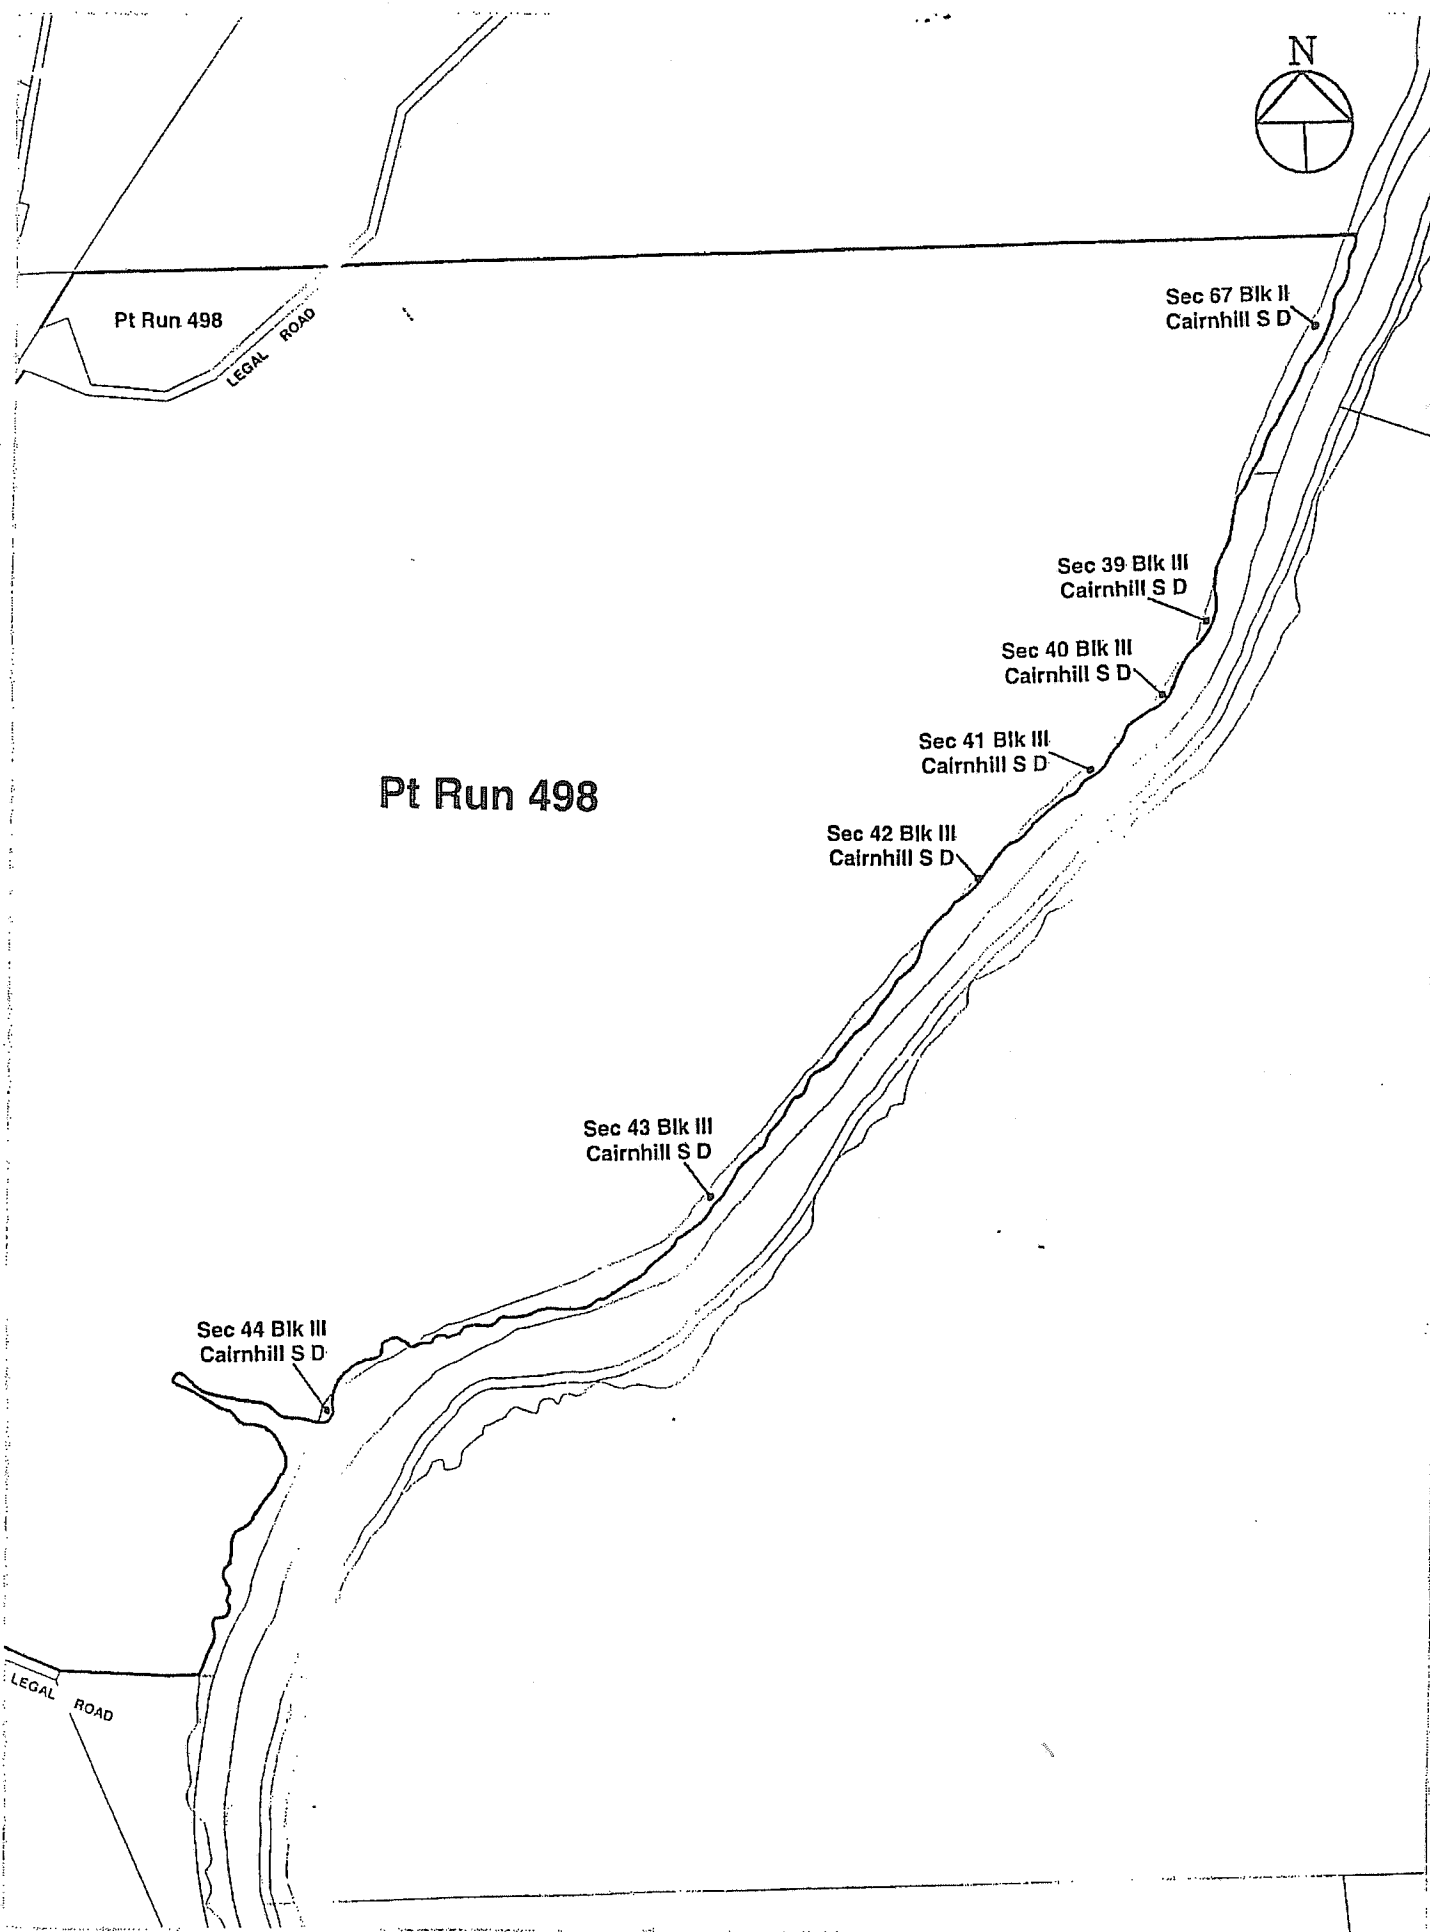 N
Sec 67 Blk II
Cairnhill S D
Pt Run 498
LEGAL ROAD
Sec 39 Blk III
Cairnhill S D
Sec 40 Blk III
Cairnhill S D
Sec 41 Blk III
Cairnhill S D
Pt Run 498
Sec 42 Blk III
Cairnhill S D
Sec 43 Blk III
Cairnhill S D
Sec 44 Blk III
Cairnhill S D
LEGAL ROAD